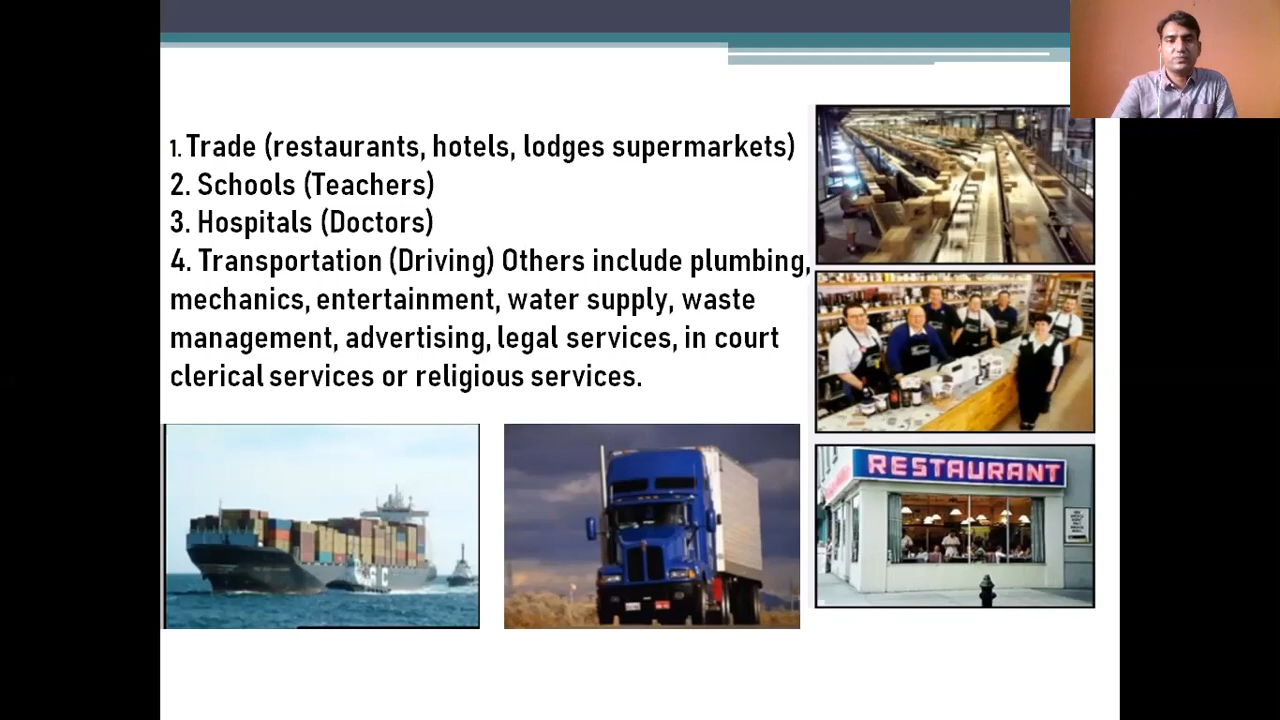 1. Trade (restaurants, hotels, lodges supermarkets)
2. Schools (Teachers)
3. Hospitals (Doctors)
4. Transportation (Driving) Others include plumbing,
mechanics, entertainment, water supply, waste
management, advertising, legal services, in court
clerical services or religious services.
RESTAURANT